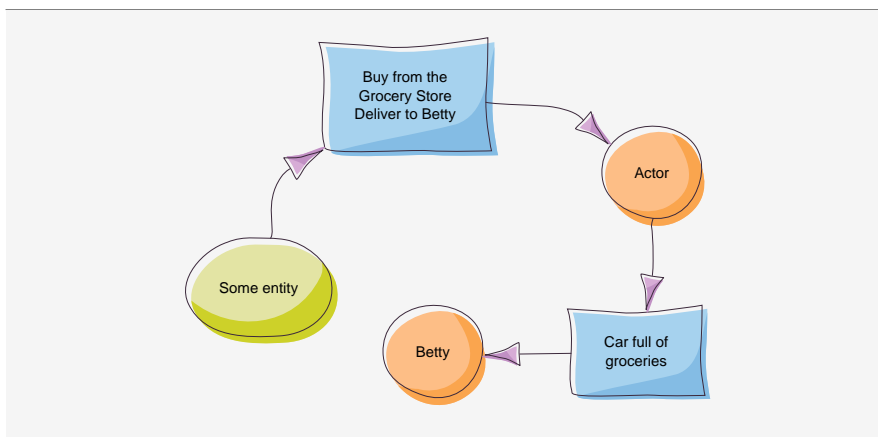 Buy from the
Grocery Store
Deliver to Betty
Actor
Some entity
Car full of
groceries
Betty